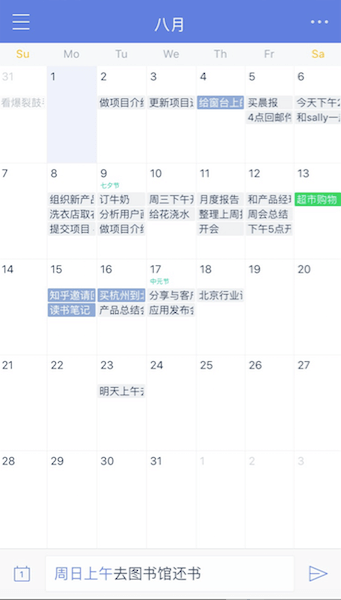 八月
Su Mo Tu We Th Fr Sa
31 1 2 3 4 5 6
看爆裂鼓 做项目介绍 更新项目 给窗台上 买晨报 今天下午2
4点回邮件 和sally一
7 8 9 10 11 12 13
七夕节
组织新产品 订牛奶 周三下午 月度报告 和产品经理 超市购物
洗衣店取 分析用户 给花浇水 整理上周 周会总结
提交项目 做项目介绍 开会 下午5点开
14 15 16 17 18 19 20
中元节
知乎邀请 买杭州到 分享与客户 北京行业
读书笔记 产品总结会 应用发布会
21 22 23 24 25 26 27
明天上午去
28 29 30 31 1 2 3
1 周日上午去图书馆还书